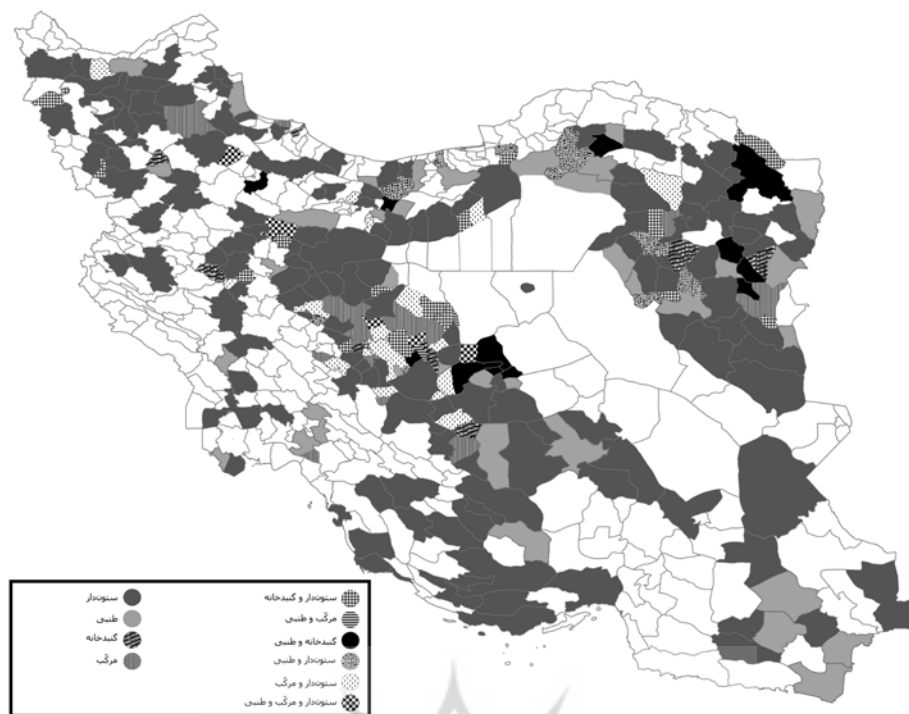 ستون‌دار و گنبدخانه
ستون‌دار
مرکّب و طنبی
طنبی
گنبدخانه و طنبی
گنبدخانه
ستون‌دار و طنبی
مرکّب
ستون‌دار و مرکّب
ستون‌دار و مرکّب و طنبی